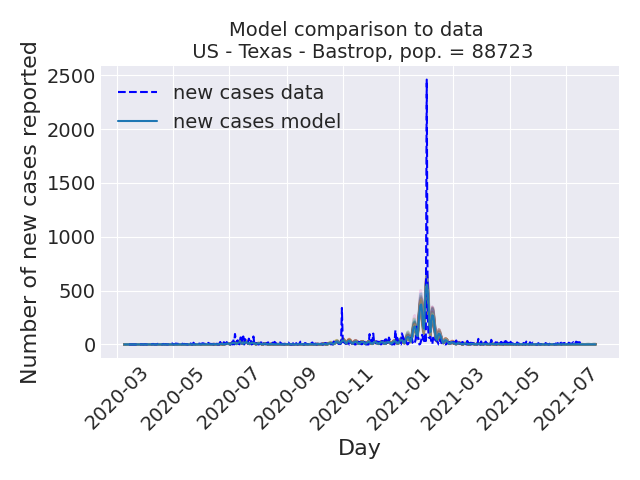 Model comparison to data
US - Texas - Bastrop, pop. = 88723
Number of new cases reported
2500
2000
1500
1000
500
0
new cases data
new cases model
2020-03
2020-05
2020-07
2020-09
2020-11
2021-01
2021-03
2021-05
2021-07
Day